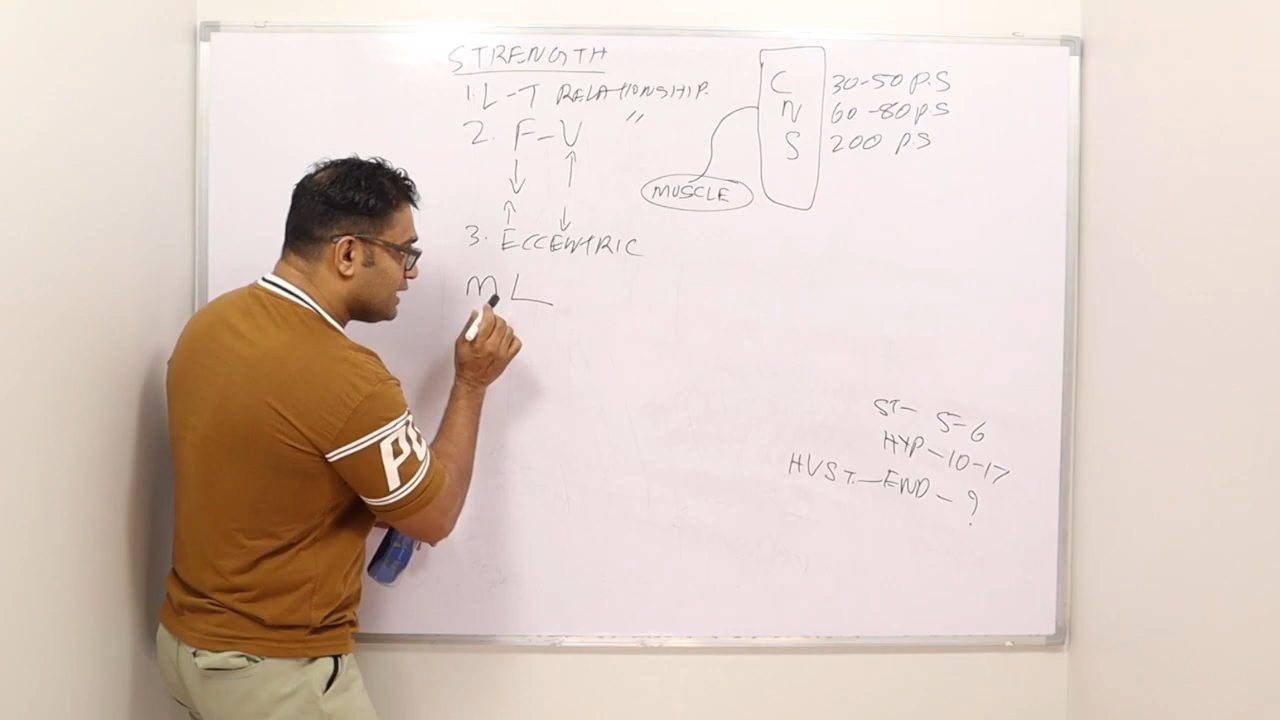 STRENGTH
1. L-T RELATIONSHIP.
2. F-V "
3. ECCENTRIC
M L
C 30-50 P.S
N 60-80 P.S
S 200 P.S
MUSCLE
ST- 5-6
HYP-10-17
HVST.-END-?